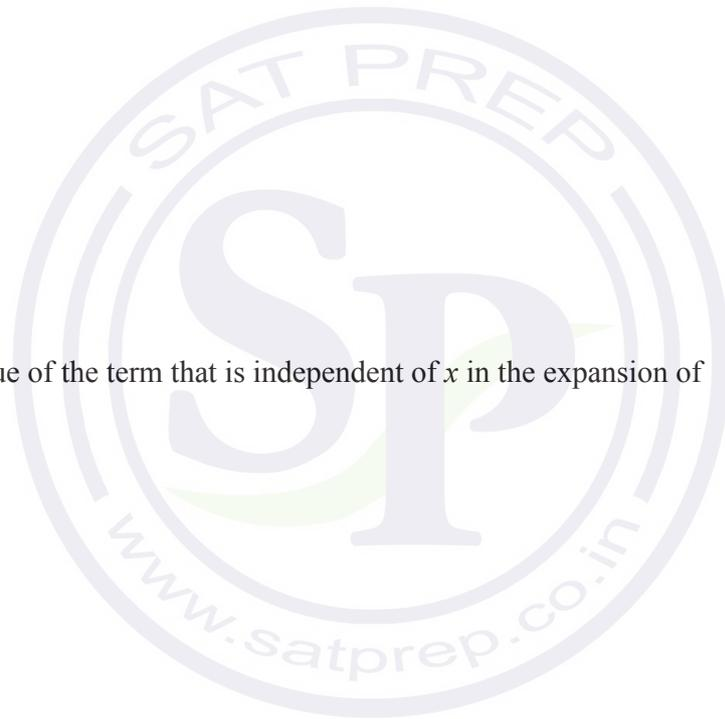 SAT PREP
SP
ue of the term that is independent of x in the expansion of
www.satprep.co.in